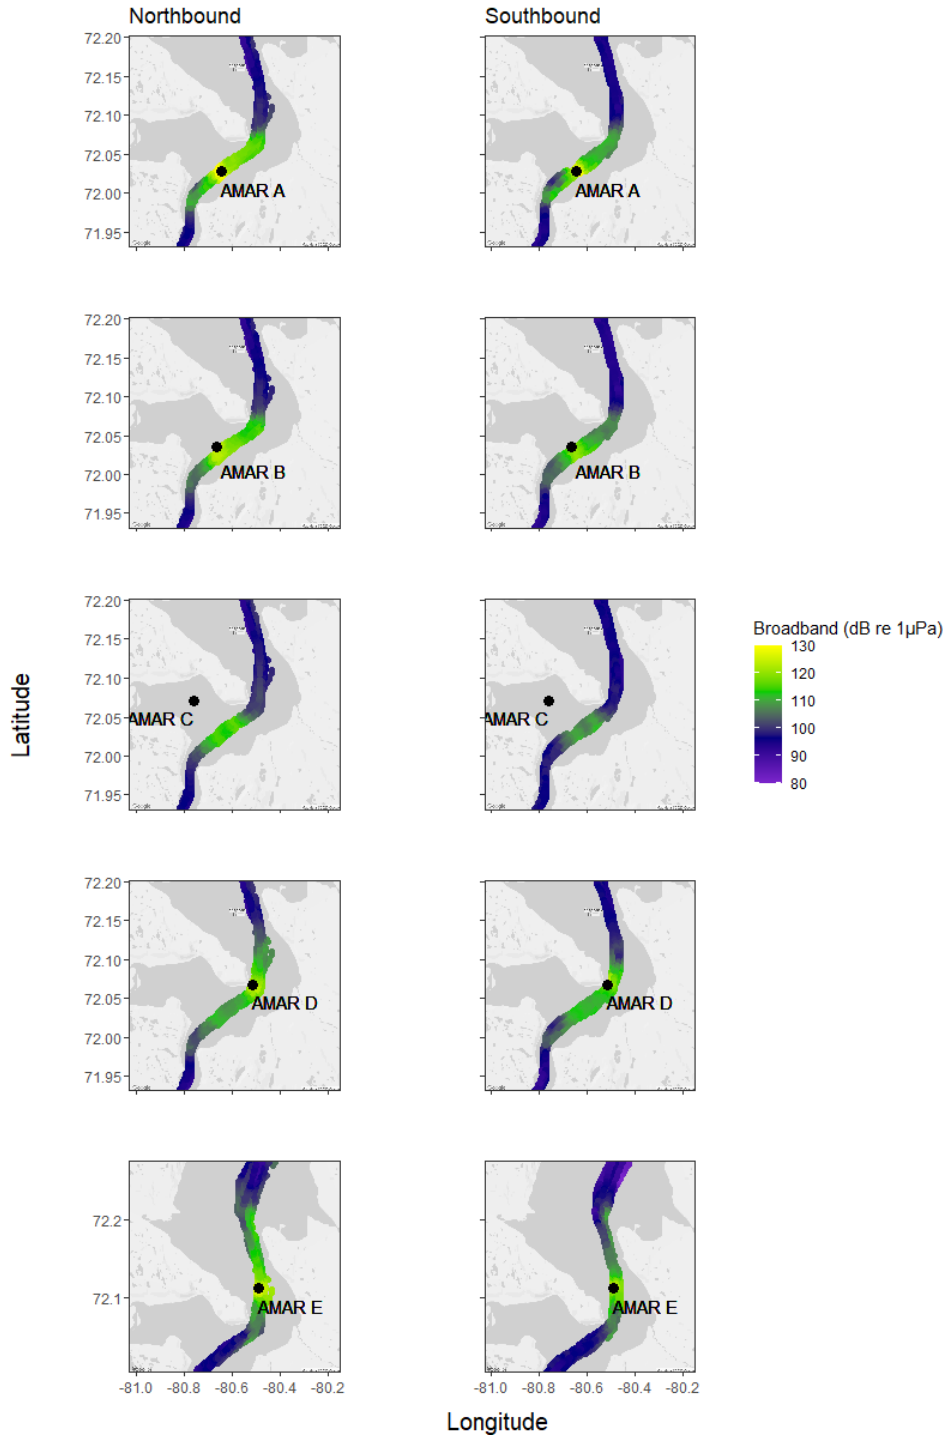 Northbound
Southbound
72.20
72.15
72.10
72.05
72.00
71.95
AMAR A
AMAR A
72.20
72.15
72.10
72.05
72.00
71.95
AMAR B
AMAR B
72.20
72.15
72.10
72.05
72.00
71.95
AMAR C
AMAR C
Latitude
Broadband (dB re 1µPa)
130
120
110
100
90
80
72.20
72.15
72.10
72.05
72.00
71.95
AMAR D
AMAR D
72.2
72.1
AMAR E
AMAR E
-81.0 -80.8 -80.6 -80.4 -80.2
-81.0 -80.8 -80.6 -80.4 -80.2
Longitude